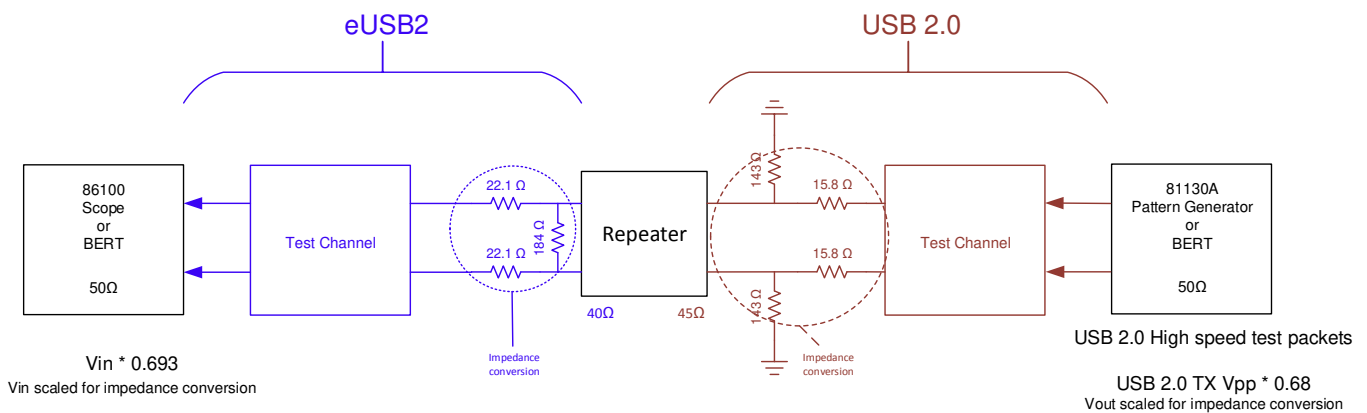 eUSB2
USB 2.0
86100
Scope
or
BERT
50Ω
Test Channel
22.1 Ω
22.1 Ω
184 Ω
Repeater
40Ω
45Ω
143 Ω
143 Ω
15.8 Ω
15.8 Ω
Test Channel
81130A
Pattern Generator
or
BERT
50Ω
Impedance
conversion
Impedance
conversion
Vin * 0.693
Vin scaled for impedance conversion
USB 2.0 High speed test packets
USB 2.0 TX Vpp * 0.68
Vout scaled for impedance conversion